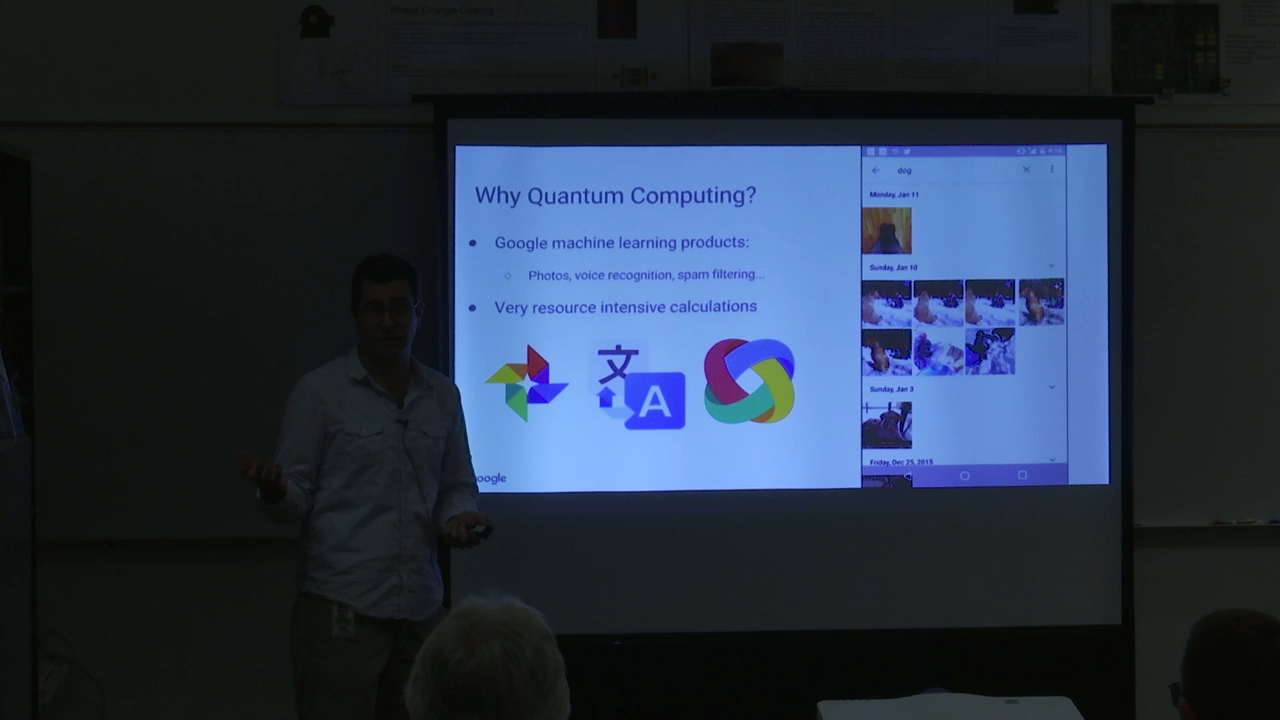 Why Quantum Computing?
Google machine learning products:
Photos, voice recognition, spam filtering...
Very resource intensive calculations
文
A
oogle
dog
Monday, Jan 11
Sunday, Jan 10
Sunday, Jan 3
Friday, Dec 25, 2015